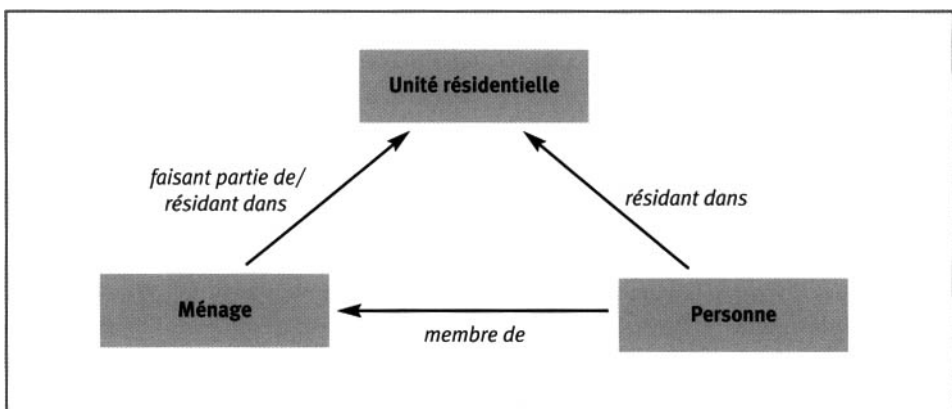 Unité résidentielle
faisant partie de/
résidant dans
résidant dans
Ménage
membre de
Personne